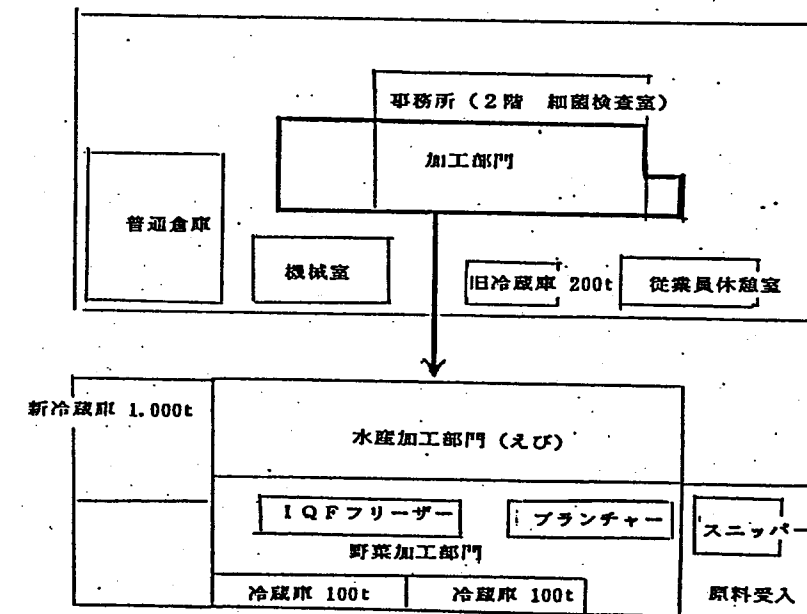 事務所（２階　細菌検査室）
加工部門
普通倉庫
機械室
旧冷蔵庫 200t
従業員休憩室
新冷蔵庫 1.000t
水産加工部門（えび）
ＩＱＦフリーザー
ブランチャー
スニッパー
野菜加工部門
冷蔵庫 100t
冷蔵庫 100t
原料受入